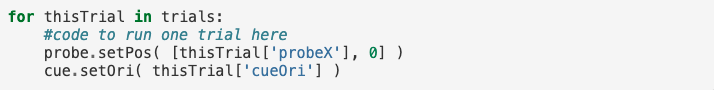 for thisTrial in trials:
    #code to run one trial here
    probe.setPos( [thisTrial['probeX'], 0] )
    cue.setOri( thisTrial['cueOri'] )